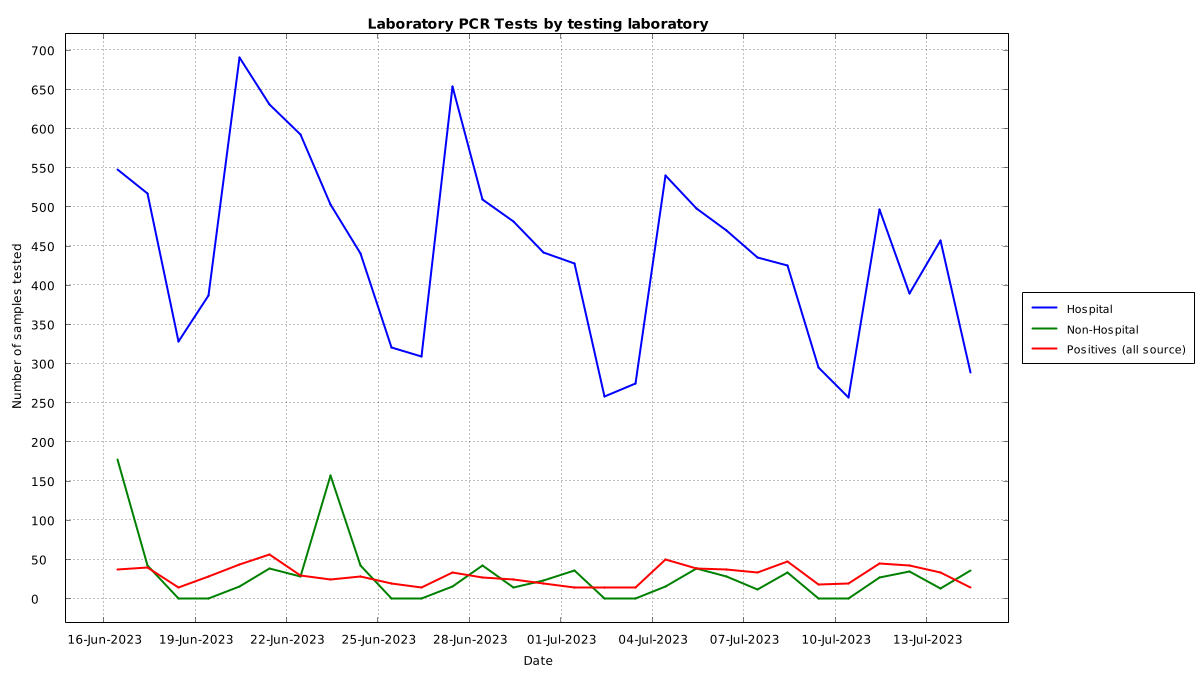 Laboratory PCR Tests by testing laboratory
Number of samples tested
700
650
600
550
500
450
400
350
300
250
200
150
100
50
0
16-Jun-2023 19-Jun-2023 22-Jun-2023 25-Jun-2023 28-Jun-2023 01-Jul-2023 04-Jul-2023 07-Jul-2023 10-Jul-2023 13-Jul-2023
Date
Hospital
Non-Hospital
Positives (all source)